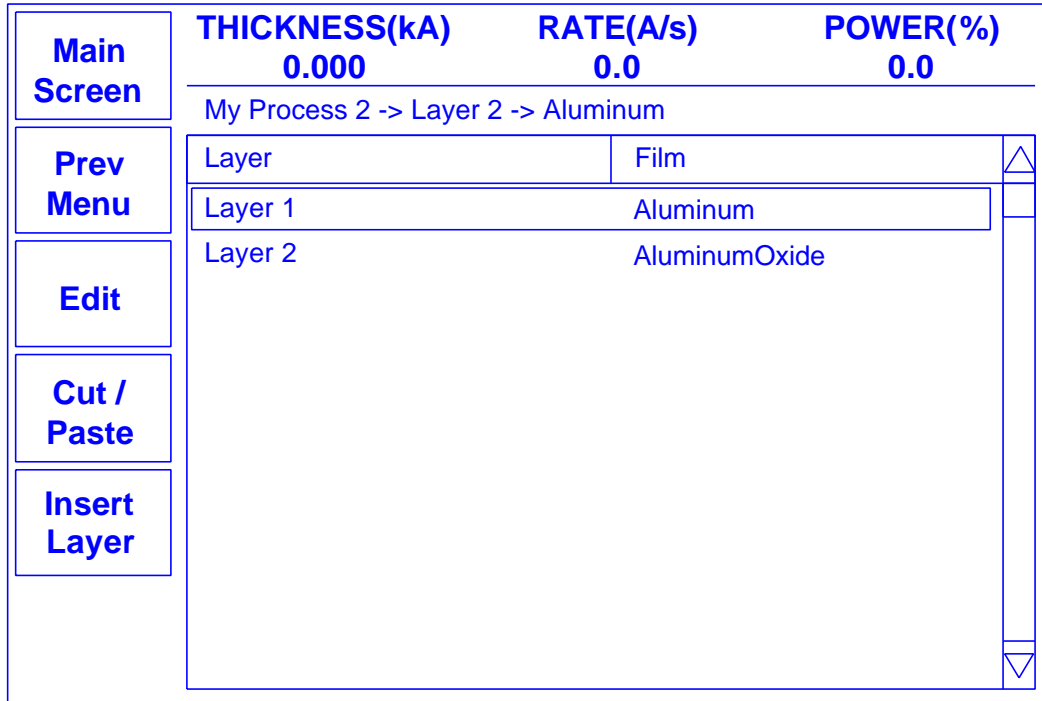 Main
Screen
Prev
Menu
Edit
Cut /
Paste
Insert
Layer
THICKNESS(kA) RATE(A/s) POWER(%)
0.000 0.0 0.0
My Process 2 -> Layer 2 -> Aluminum
Layer Film
Layer 1 Aluminum
Layer 2 AluminumOxide